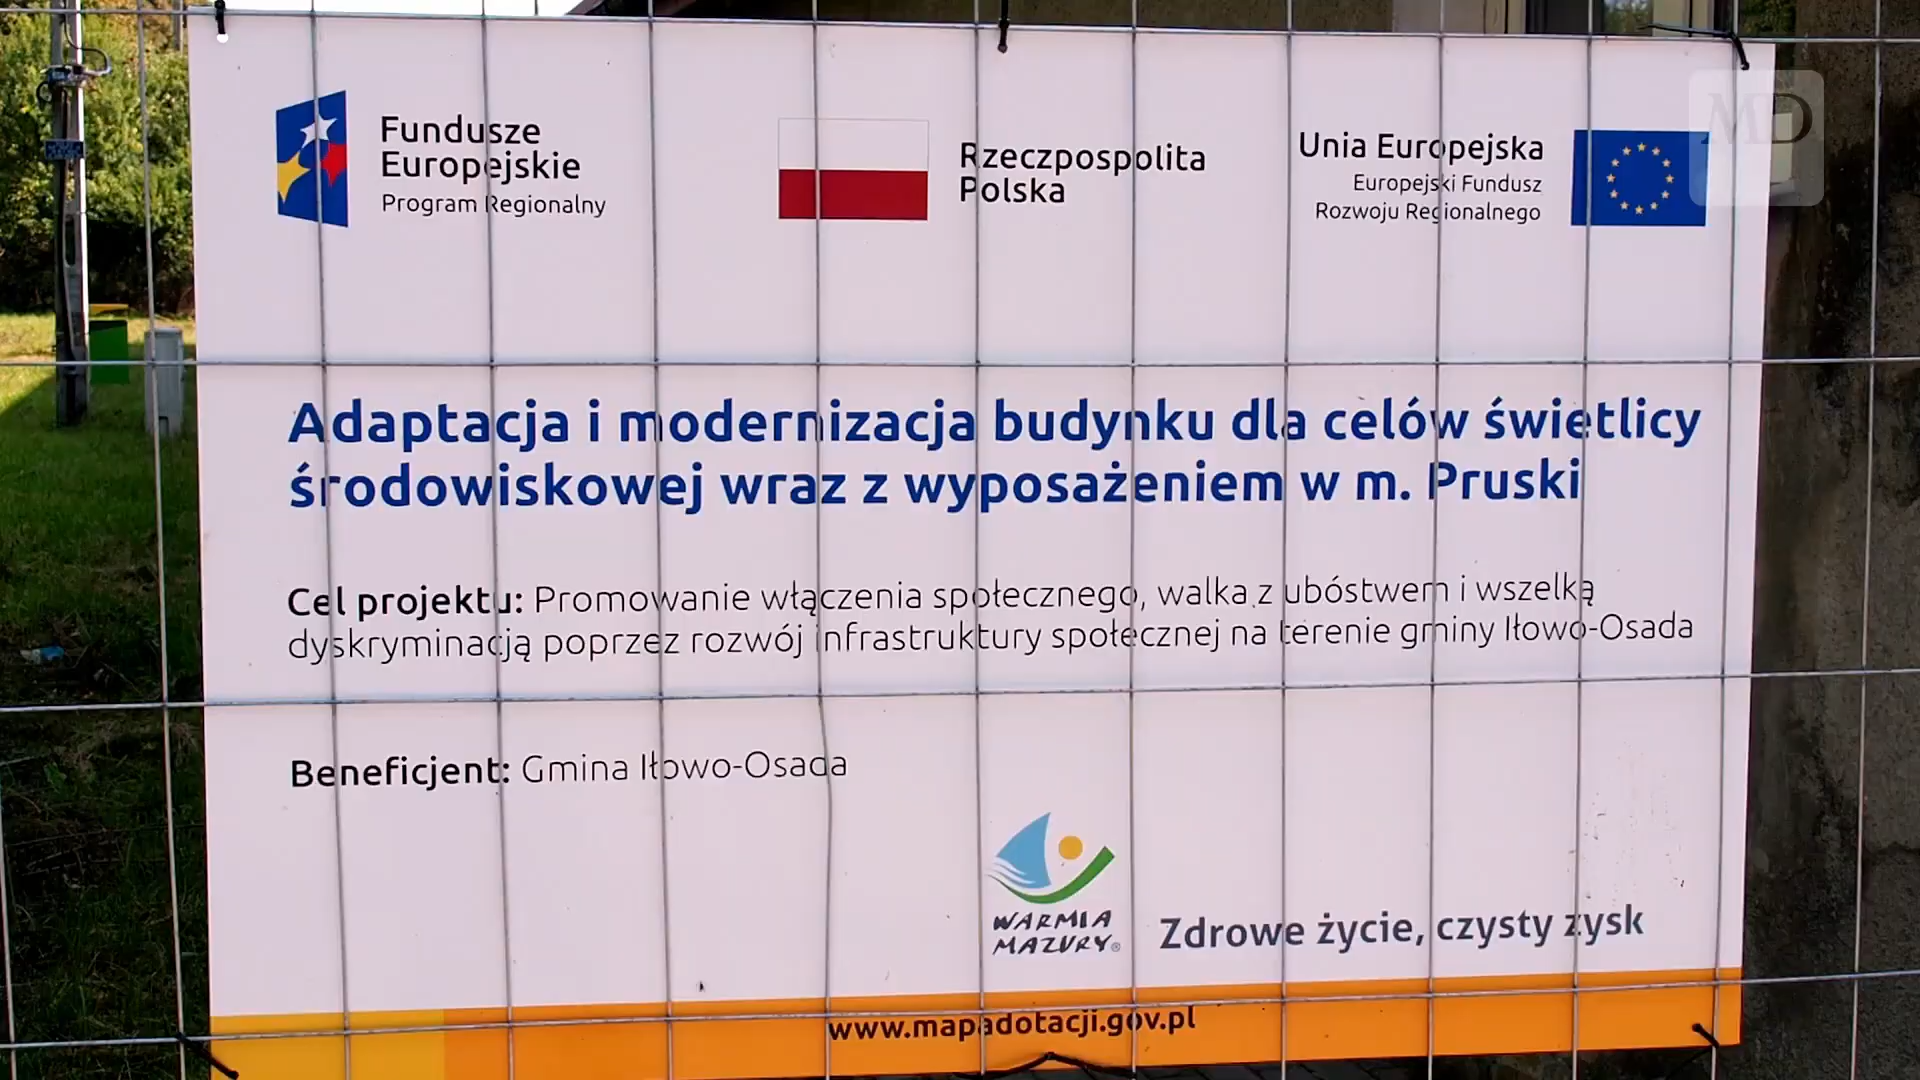 Fundusze
Europejskie
Program Regionalny
Rzeczpospolita
Polska
Unia Europejska
Europejski Fundusz
Rozwoju Regionalnego
MD
Adaptacja i modernizacja budynku dla celów świetlicy
środowiskowej wraz z wyposażeniem w m. Pruski
Cel projektu: Promowanie włączenia społecznego, walka z ubóstwem i wszelką
dyskryminacją poprzez rozwój infrastruktury społecznej na terenie gminy Iłowo-Osada
Beneficjent: Gmina Iłowo-Osada
WARMIA
MAZURY®
Zdrowe życie, czysty zysk
www.mapadotacji.gov.pl